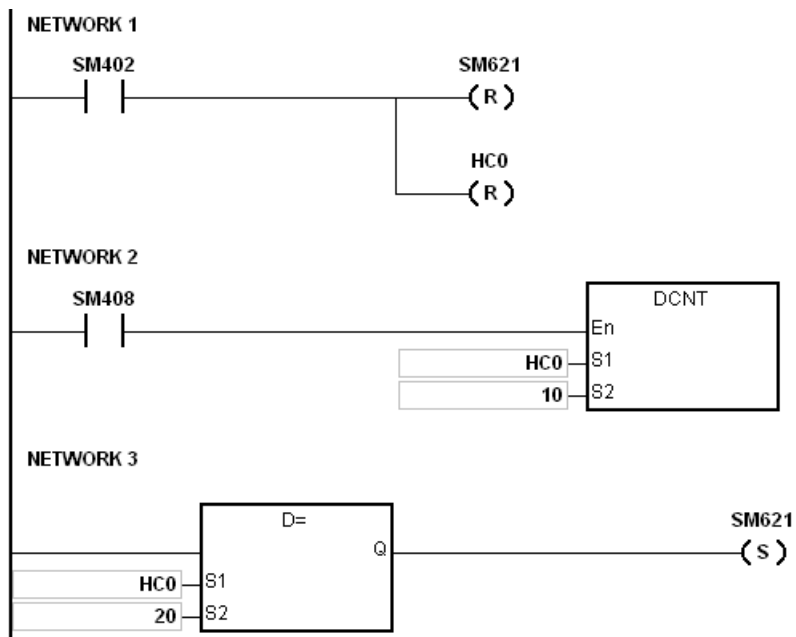 NETWORK 1
SM402 SM621
( R )
HC0
( R )
NETWORK 2
SM408
DCNT
En
HC0 S1
10 S2
NETWORK 3
D=
SM621
Q
( S )
HC0 S1
20 S2